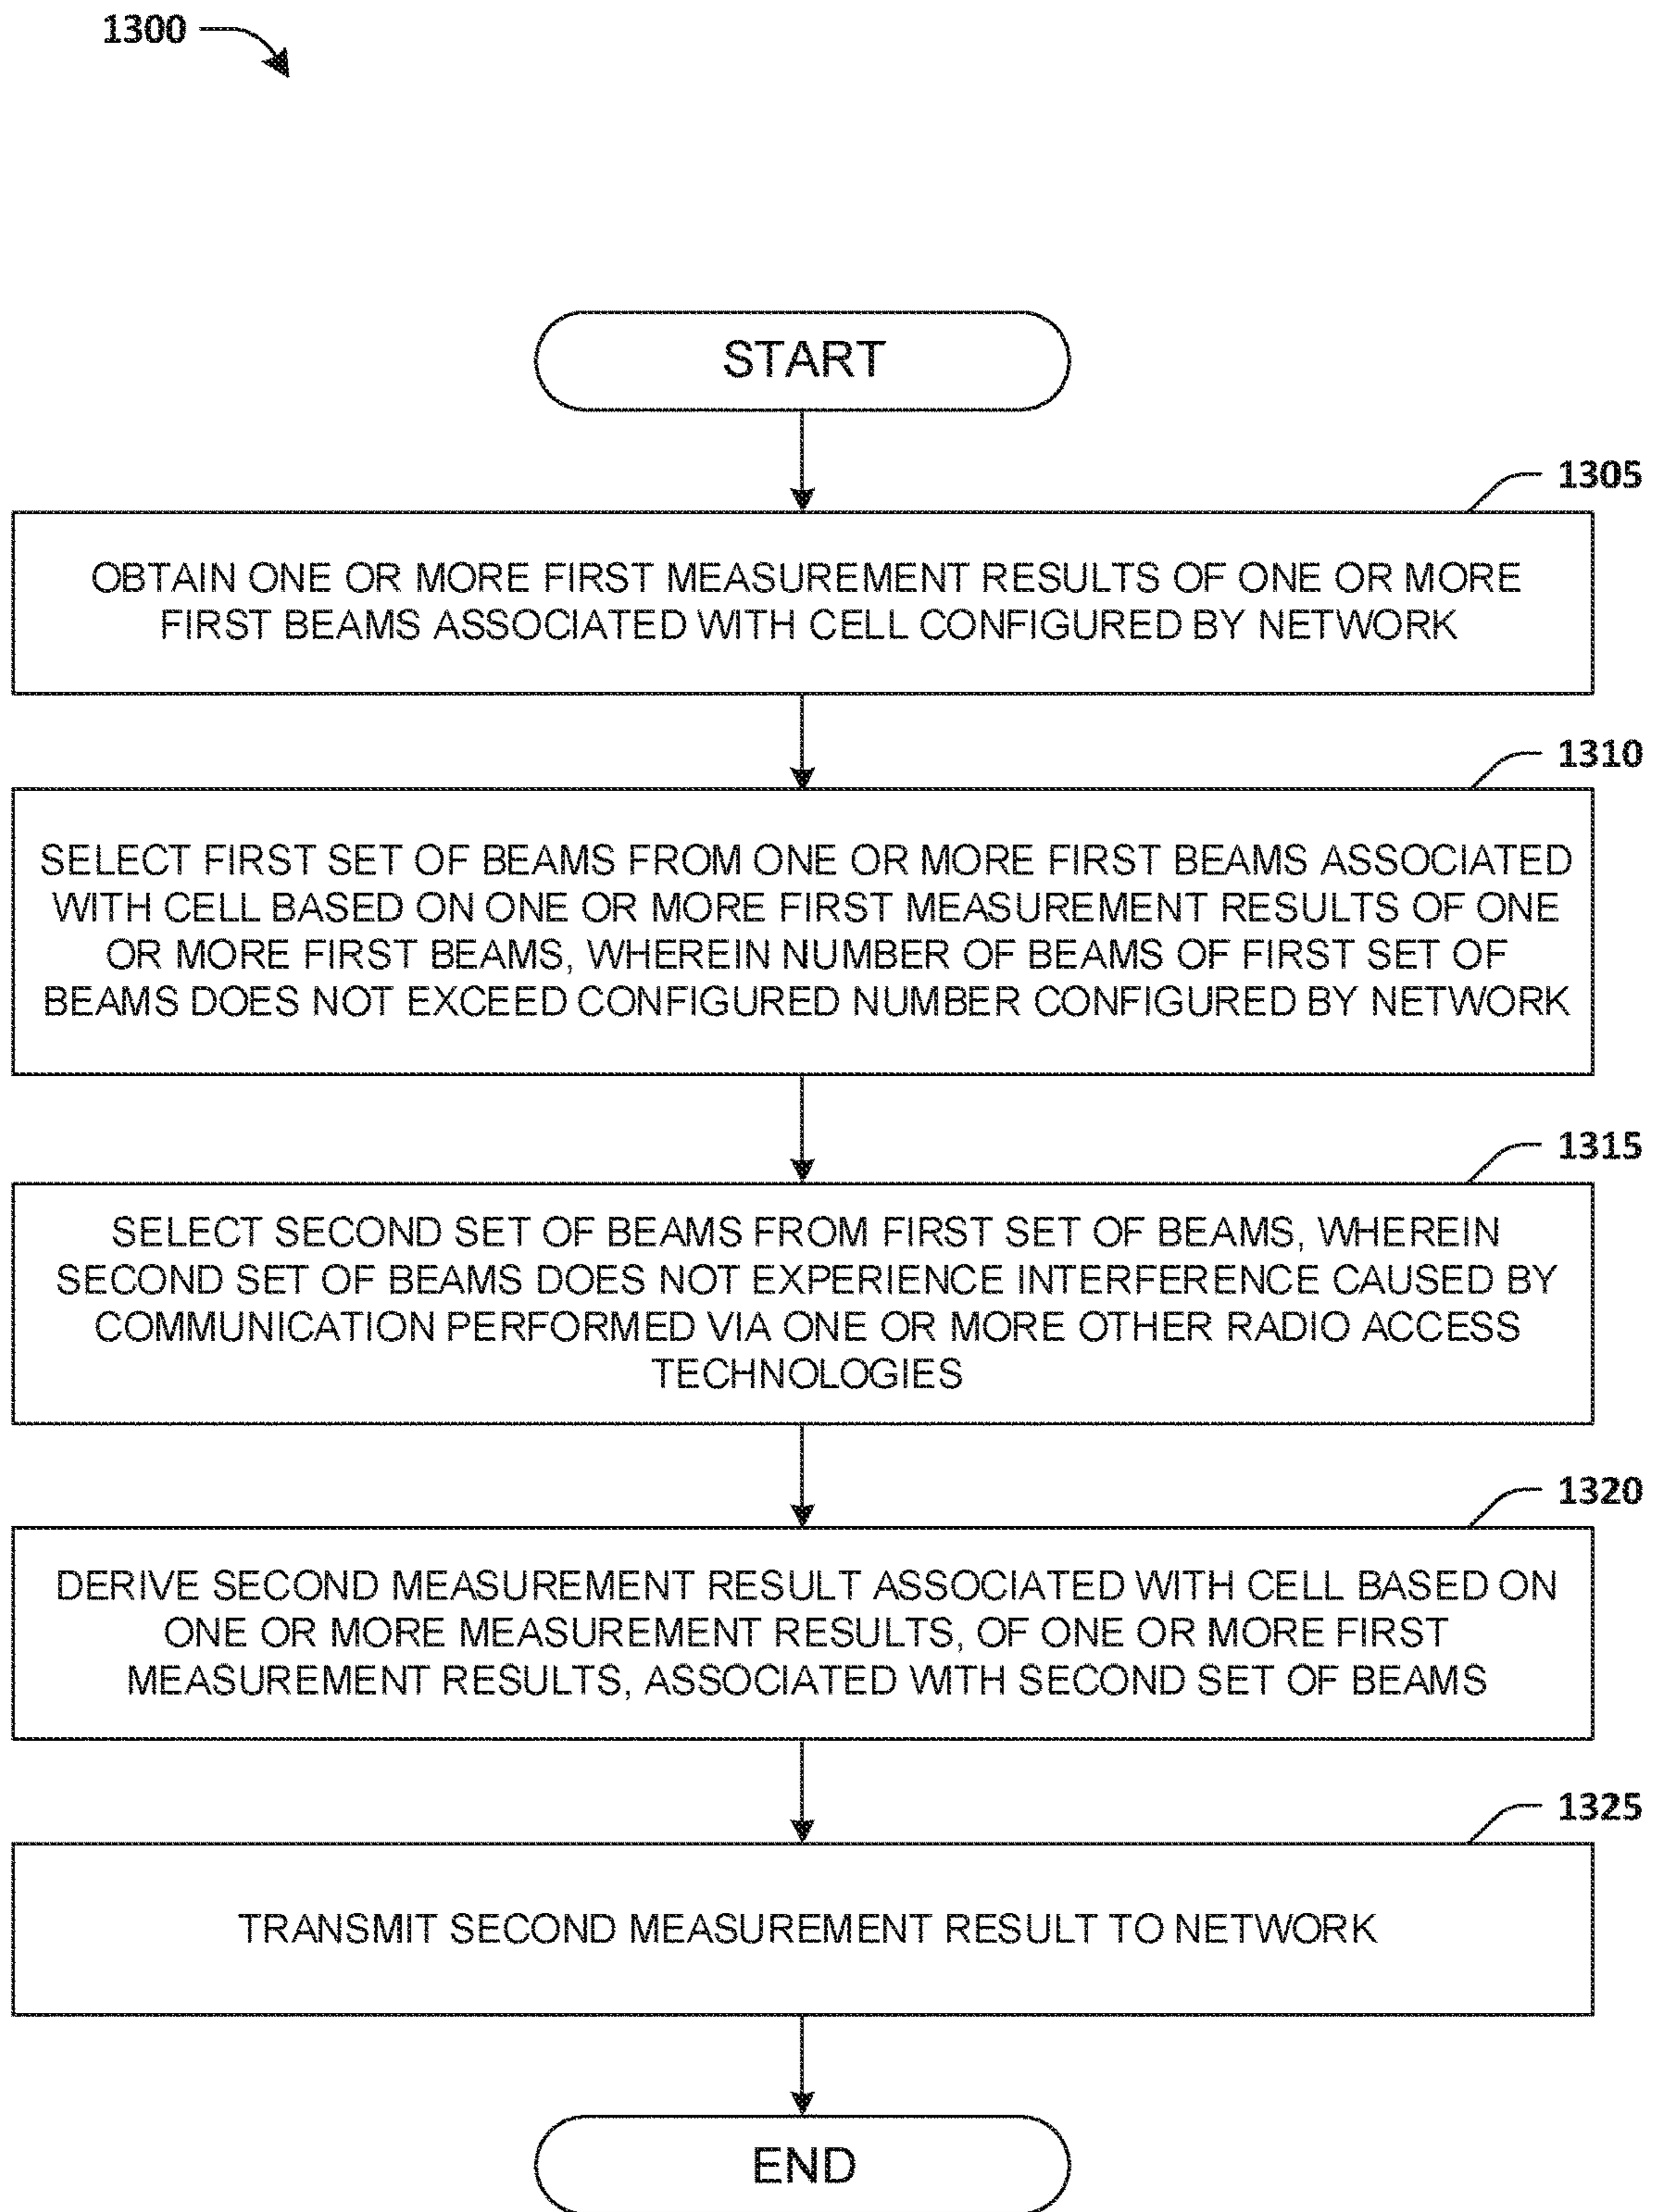 1300
START
1305
OBTAIN ONE OR MORE FIRST MEASUREMENT RESULTS OF ONE OR MORE
FIRST BEAMS ASSOCIATED WITH CELL CONFIGURED BY NETWORK
1310
SELECT FIRST SET OF BEAMS FROM ONE OR MORE FIRST BEAMS ASSOCIATED
WITH CELL BASED ON ONE OR MORE FIRST MEASUREMENT RESULTS OF ONE
OR MORE FIRST BEAMS, WHEREIN NUMBER OF BEAMS OF FIRST SET OF
BEAMS DOES NOT EXCEED CONFIGURED NUMBER CONFIGURED BY NETWORK
1315
SELECT SECOND SET OF BEAMS FROM FIRST SET OF BEAMS, WHEREIN
SECOND SET OF BEAMS DOES NOT EXPERIENCE INTERFERENCE CAUSED BY
COMMUNICATION PERFORMED VIA ONE OR MORE OTHER RADIO ACCESS
TECHNOLOGIES
1320
DERIVE SECOND MEASUREMENT RESULT ASSOCIATED WITH CELL BASED ON
ONE OR MORE MEASUREMENT RESULTS, OF ONE OR MORE FIRST
MEASUREMENT RESULTS, ASSOCIATED WITH SECOND SET OF BEAMS
1325
TRANSMIT SECOND MEASUREMENT RESULT TO NETWORK
END